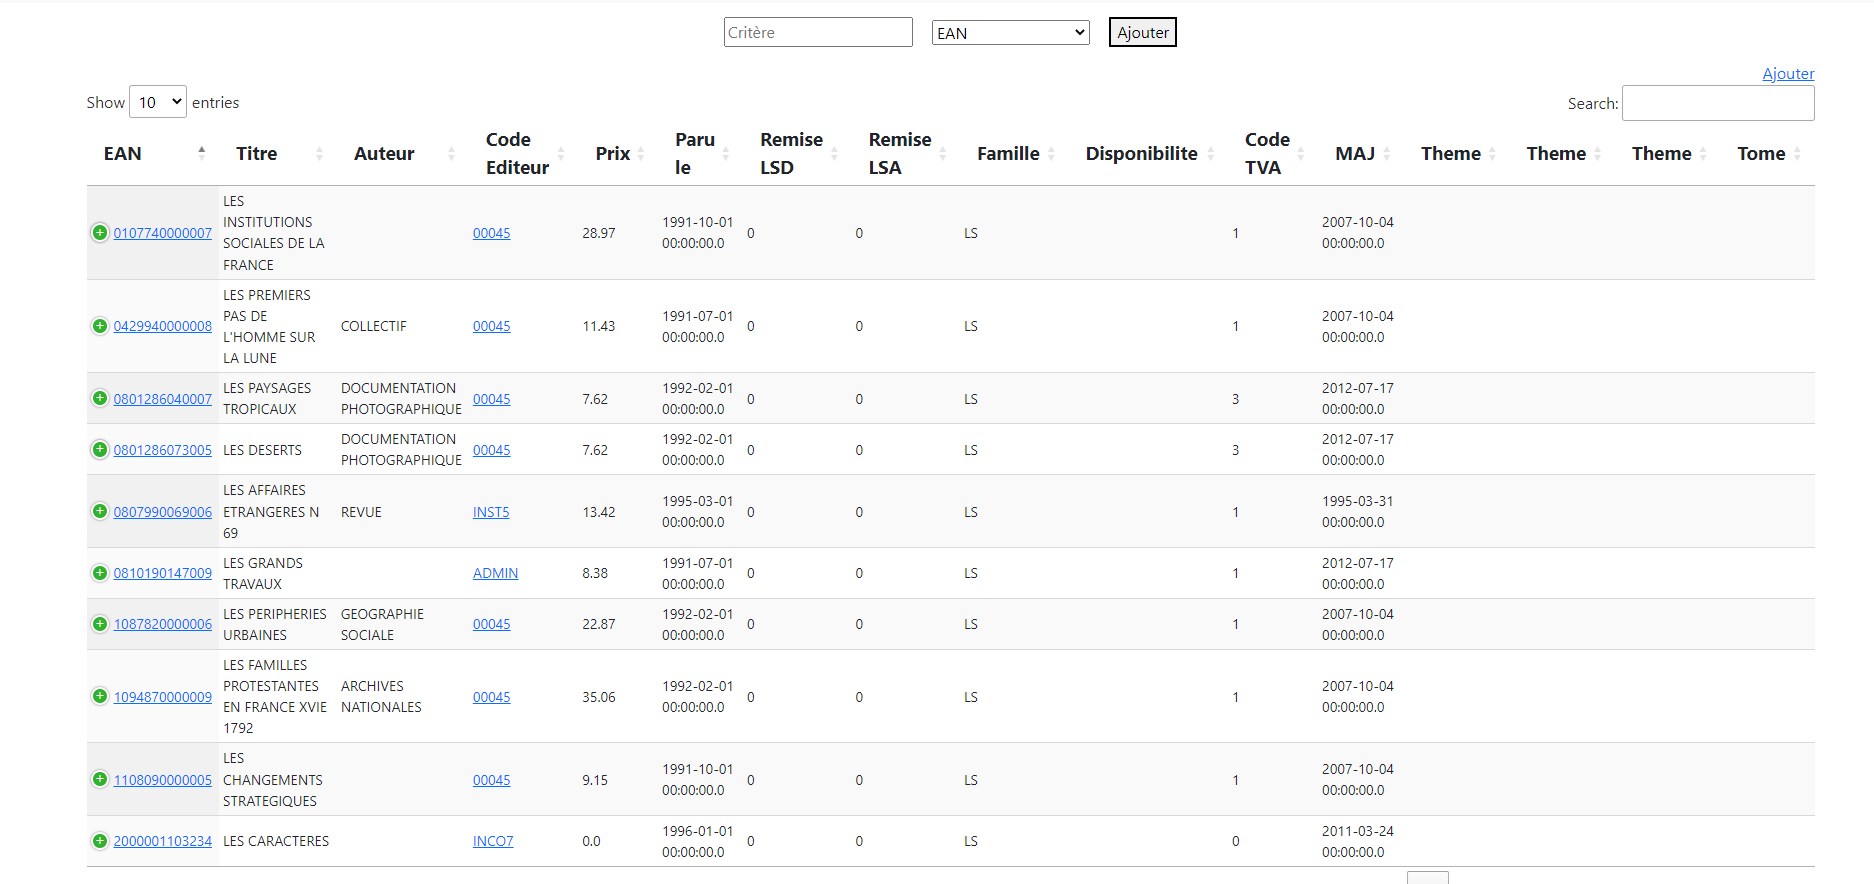 Critère EAN Ajouter
Ajouter
Show 10 entries Search:
EAN Titre Auteur Code Editeur Prix Paru le Remise LSD Remise LSA Famille Disponibilite Code TVA MAJ Theme Theme Theme Tome
0107740000007 LES INSTITUTIONS SOCIALES DE LA FRANCE 00045 28.97 1991-10-01 00:00:00.0 0 0 LS 1 2007-10-04 00:00:00.0
0429940000008 LES PREMIERS PAS DE L'HOMME SUR LA LUNE COLLECTIF 00045 11.43 1991-07-01 00:00:00.0 0 0 LS 1 2007-10-04 00:00:00.0
0801286040007 LES PAYSAGES TROPICAUX DOCUMENTATION PHOTOGRAPHIQUE 00045 7.62 1992-02-01 00:00:00.0 0 0 LS 3 2012-07-17 00:00:00.0
0801286073005 LES DESERTS DOCUMENTATION PHOTOGRAPHIQUE 00045 7.62 1992-02-01 00:00:00.0 0 0 LS 3 2012-07-17 00:00:00.0
0807990069006 LES AFFAIRES ETRANGERES N 69 REVUE INST5 13.42 1995-03-01 00:00:00.0 0 0 LS 1 1995-03-31 00:00:00.0
0810190147009 LES GRANDS TRAVAUX ADMIN 8.38 1991-07-01 00:00:00.0 0 0 LS 1 2012-07-17 00:00:00.0
1087820000006 LES PERIPHERIES URBAINES GEOGRAPHIE SOCIALE 00045 22.87 1992-02-01 00:00:00.0 0 0 LS 1 2007-10-04 00:00:00.0
1094870000009 LES FAMILLES PROTESTANTES EN FRANCE XVIE 1792 ARCHIVES NATIONALES 00045 35.06 1992-02-01 00:00:00.0 0 0 LS 1 2007-10-04 00:00:00.0
1108090000005 LES CHANGEMENTS STRATEGIQUES 00045 9.15 1991-10-01 00:00:00.0 0 0 LS 1 2007-10-04 00:00:00.0
2000001103234 LES CARACTERES INCO7 0.0 1996-01-01 00:00:00.0 0 0 LS 0 2011-03-24 00:00:00.0